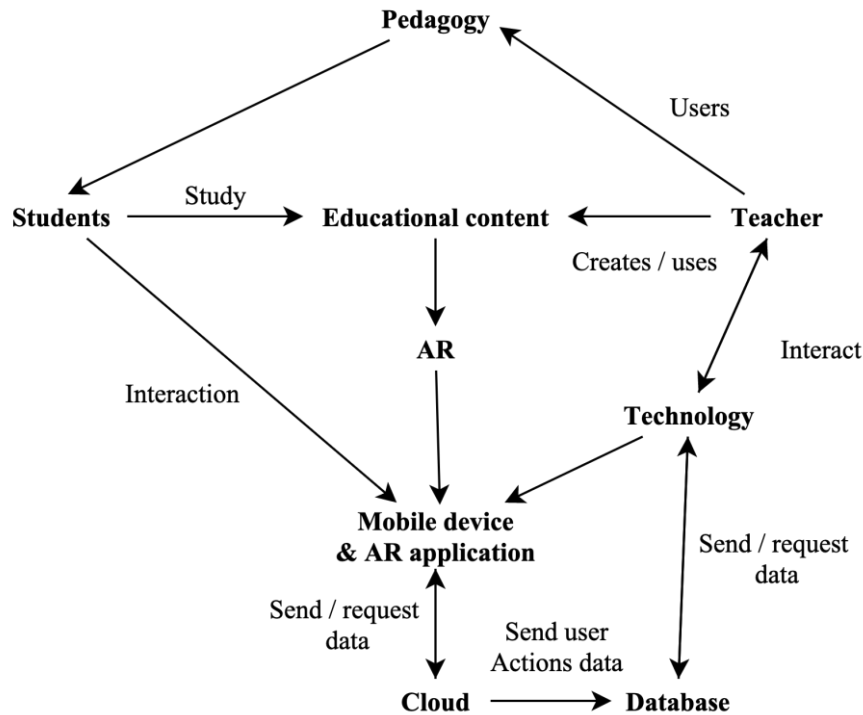 Pedagogy
Users
Study
Students
Educational content
Teacher
Creates / uses
AR
Interact
Interaction
Technology
Mobile device
& AR application
Send / request
data
Send / request
data
Send user
Actions data
Cloud
Database